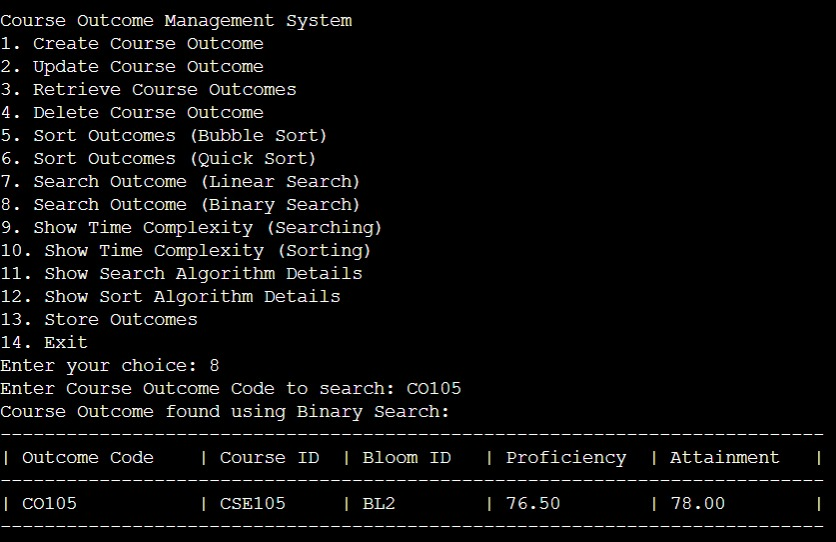 Course Outcome Management System
1. Create Course Outcome
2. Update Course Outcome
3. Retrieve Course Outcomes
4. Delete Course Outcome
5. Sort Outcomes (Bubble Sort)
6. Sort Outcomes (Quick Sort)
7. Search Outcome (Linear Search)
8. Search Outcome (Binary Search)
9. Show Time Complexity (Searching)
10. Show Time Complexity (Sorting)
11. Show Search Algorithm Details
12. Show Sort Algorithm Details
13. Store Outcomes
14. Exit
Enter your choice: 8
Enter Course Outcome Code to search: CO105
Course Outcome found using Binary Search:
---------------------------------------------------------------------------
| Outcome Code    | Course ID  | Bloom ID   | Proficiency  | Attainment   |
---------------------------------------------------------------------------
| CO105           | CSE105     | BL2        | 76.50        | 78.00        |
---------------------------------------------------------------------------